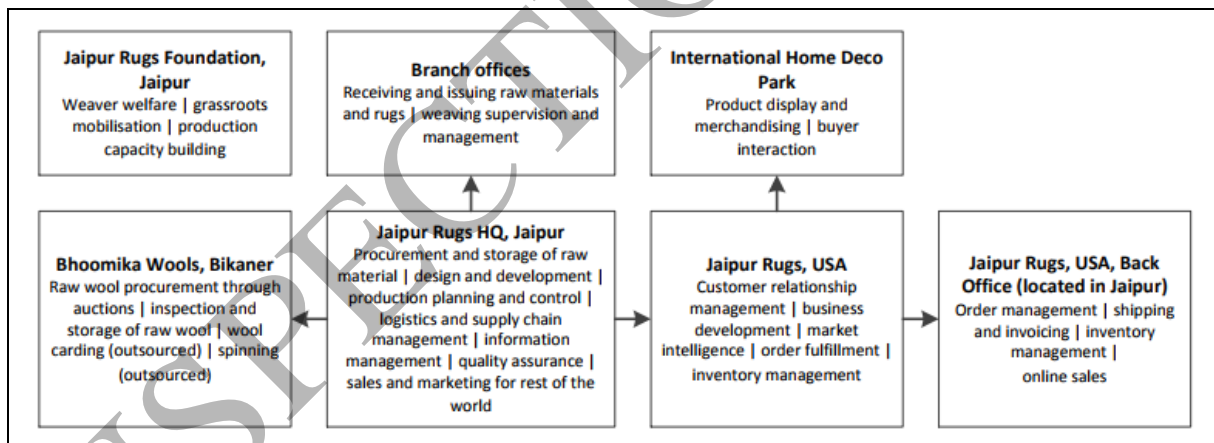 Jaipur Rugs Foundation,
Jaipur
Weaver welfare | grassroots
mobilisation | production
capacity building
Branch offices
Receiving and issuing raw materials
and rugs | weaving supervision and
management
International Home Deco
Park
Product display and
merchandising | buyer
interaction
Bhoomika Wools, Bikaner
Raw wool procurement through
auctions | inspection and
storage of raw wool | wool
carding (outsourced) | spinning
(outsourced)
Jaipur Rugs HQ, Jaipur
Procurement and storage of raw
material | design and development |
production planning and control |
logistics and supply chain
management | information
management | quality assurance |
sales and marketing for rest of the
world
Jaipur Rugs, USA
Customer relationship
management | business
development | market
intelligence | order fulfillment |
inventory management
Jaipur Rugs, USA, Back
Office (located in Jaipur)
Order management | shipping
and invoicing | inventory
management |
online sales
NSPECTIO